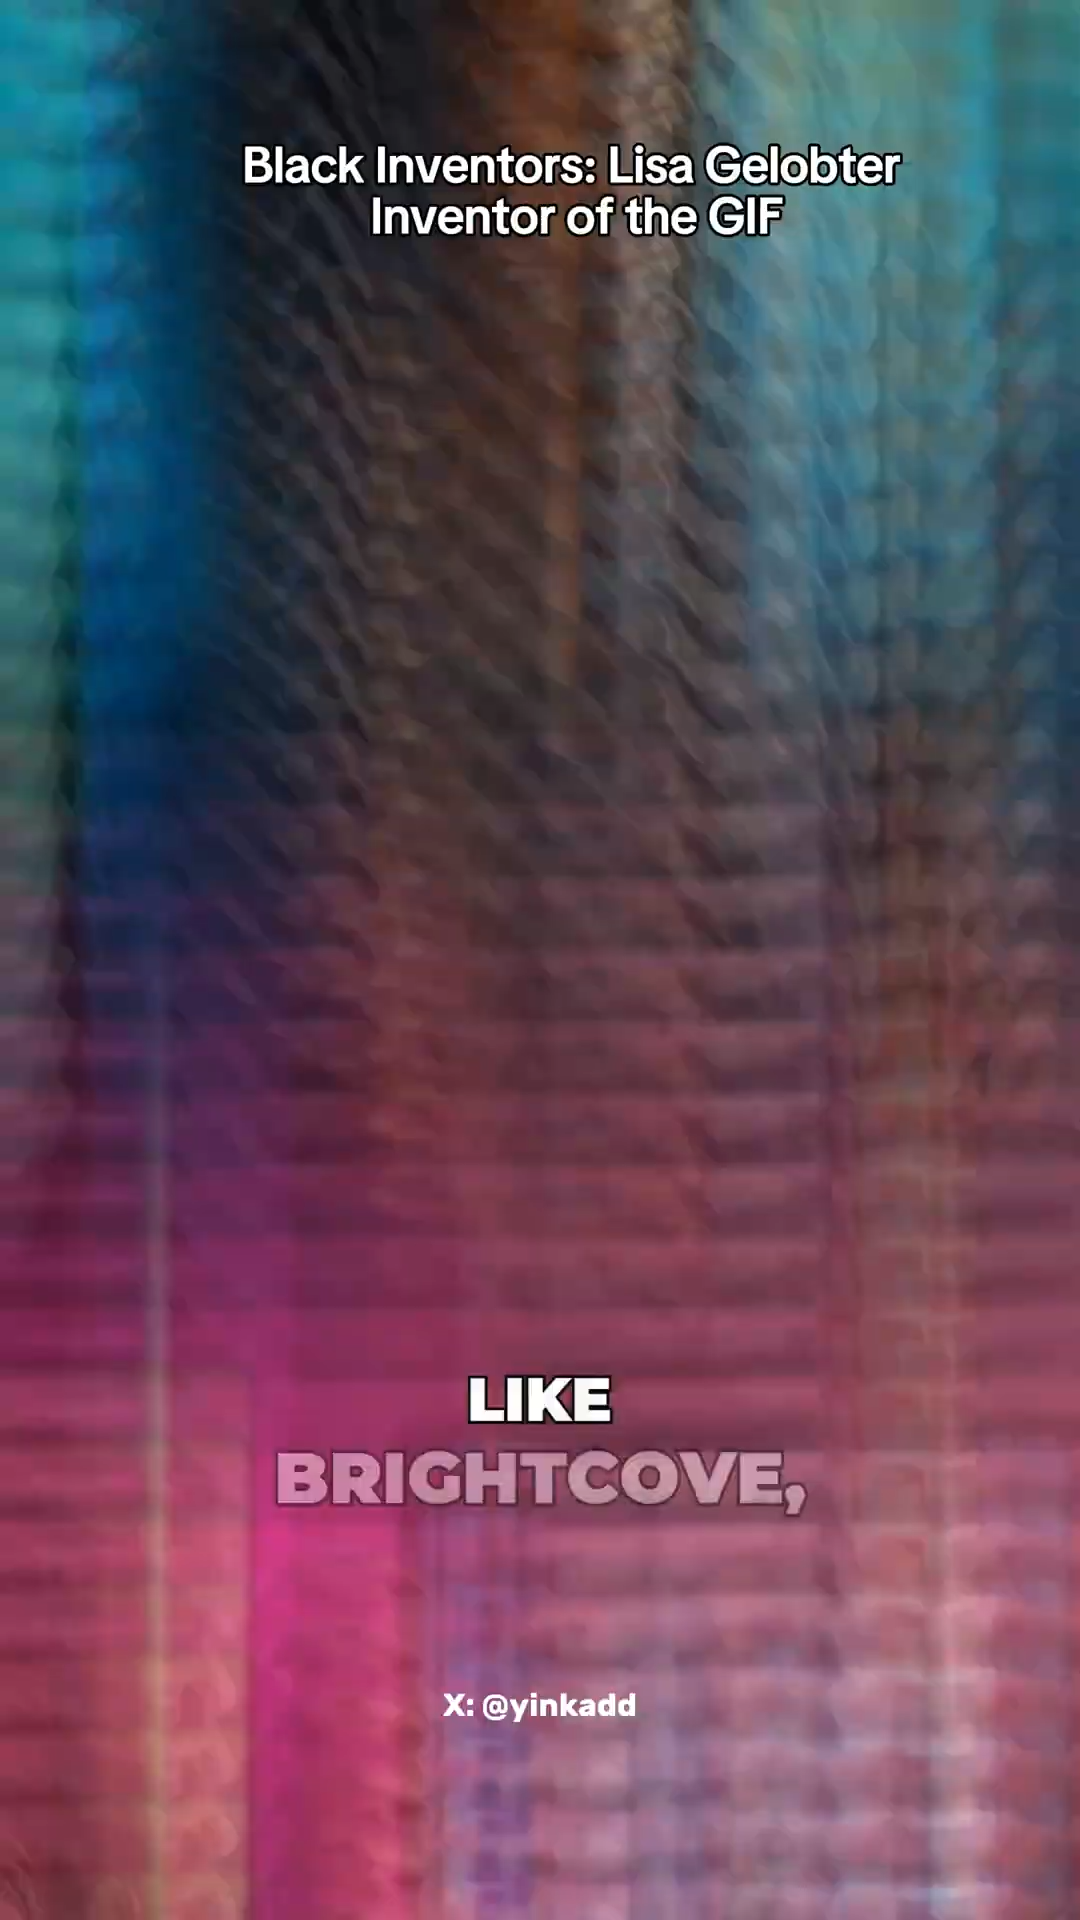 Black Inventors: Lisa Gelobter
Inventor of the GIF
LIKE
BRIGHTCOVE,
X: @yinkadd